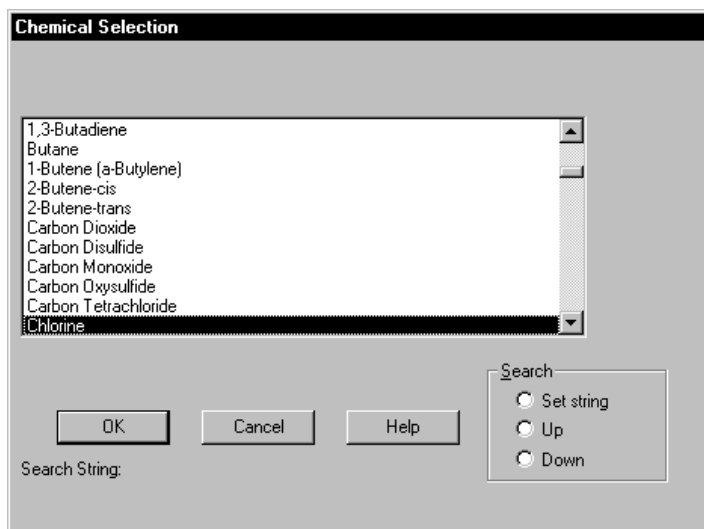 Chemical Selection
1,3-Butadiene
Butane
1-Butene (a-Butylene)
2-Butene-cis
2-Butene-trans
Carbon Dioxide
Carbon Disulfide
Carbon Monoxide
Carbon Oxysulfide
Carbon Tetrachloride
Chlorine
Search
Set string
OK
Cancel
Help
Up
Down
Search String: